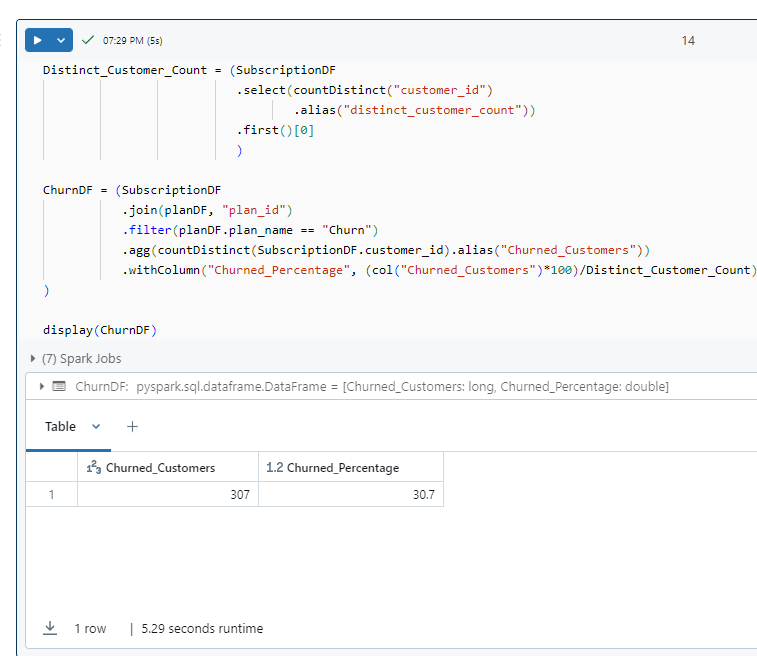 07:29 PM (5s)
14
Distinct_Customer_Count = (SubscriptionDF
.select(countDistinct("customer_id")
.alias("distinct_customer_count"))
.first()[0]
)
ChurnDF = (SubscriptionDF
.join(planDF, "plan_id")
.filter(planDF.plan_name == "Churn")
.agg(countDistinct(SubscriptionDF.customer_id).alias("Churned_Customers"))
.withColumn("Churned_Percentage", (col("Churned_Customers")*100)/Distinct_Customer_Count)
)
display(ChurnDF)
(7) Spark Jobs
ChurnDF: pyspark.sql.dataframe.DataFrame = [Churned_Customers: long, Churned_Percentage: double]
Table
123 Churned_Customers 1.2 Churned_Percentage
1 307 30.7
1 row | 5.29 seconds runtime